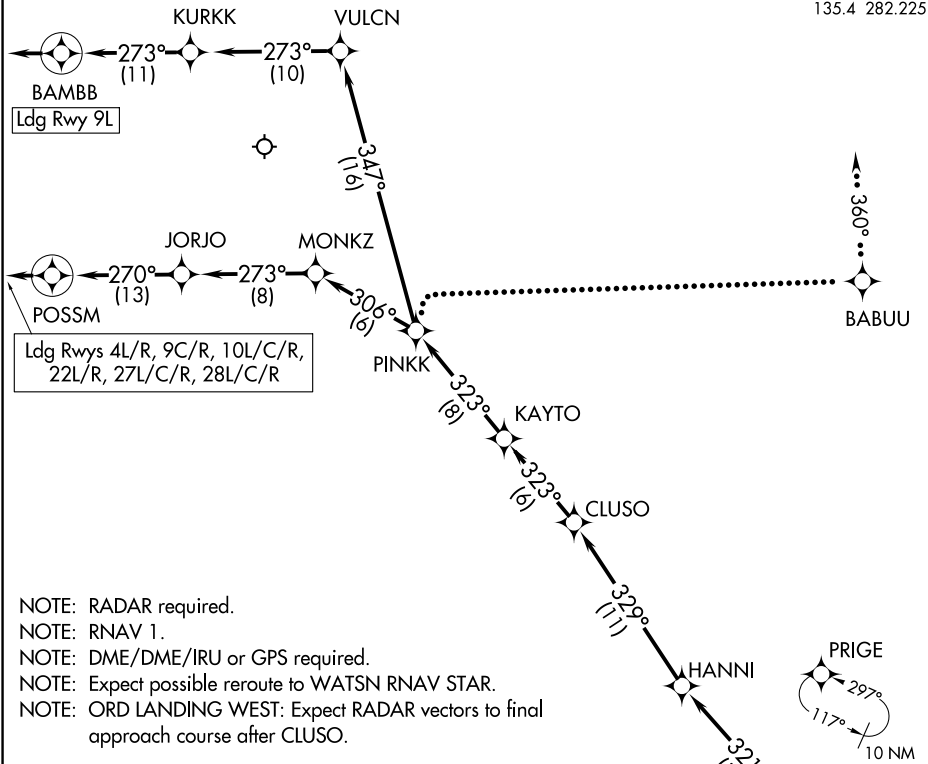 135.4 282.225
KURKK
VULCN
273°
(11)
273°
(10)
BAMBB
Ldg Rwy 9L
347°
(16)
360°
JORJO
MONKZ
270°
(13)
273°
(8)
306°
(6)
POSSM
BABUU
Ldg Rwys 4L/R, 9C/R, 10L/C/R,
22L/R, 27L/C/R, 28L/C/R
PINKK
323°
(8)
KAYTO
323°
(6)
CLUSO
329°
(11)
NOTE: RADAR required.
NOTE: RNAV 1.
NOTE: DME/DME/IRU or GPS required.
NOTE: Expect possible reroute to WATSN RNAV STAR.
NOTE: ORD LANDING WEST: Expect RADAR vectors to final
approach course after CLUSO.
HANNI
PRIGE
297°
117°
10 NM
321